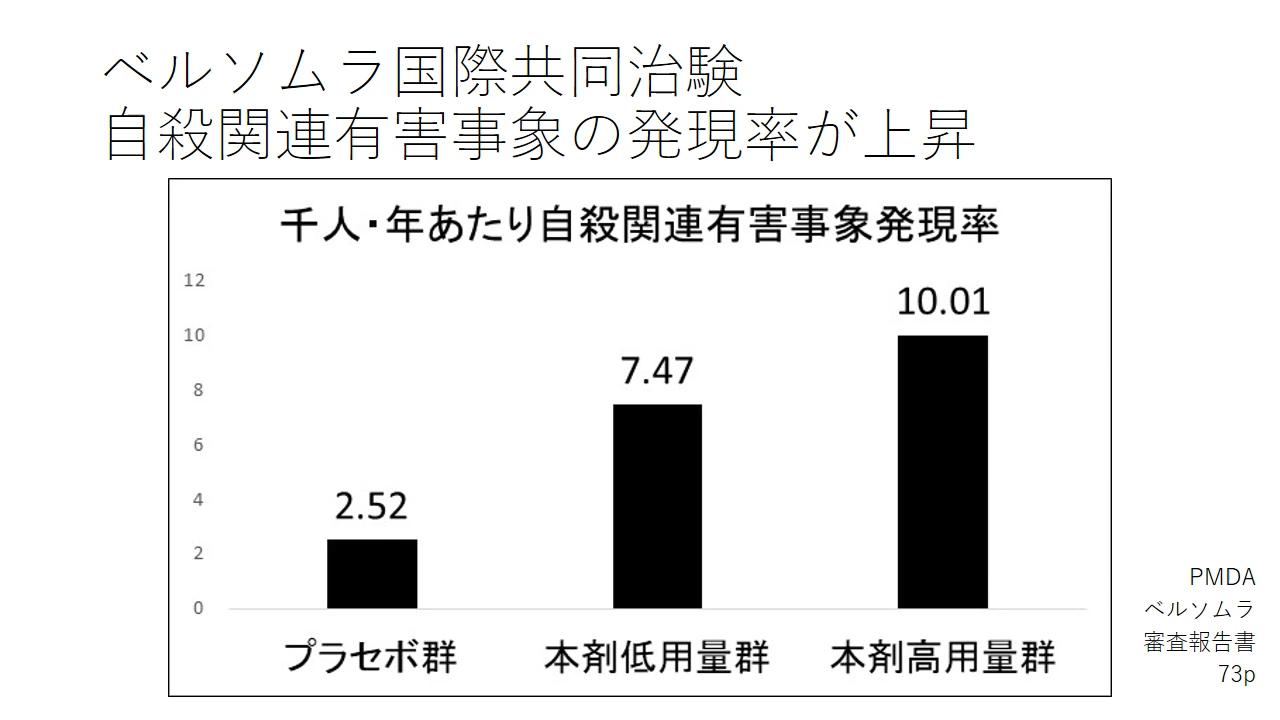 ベルソムラ国際共同治験
自殺関連有害事象の発現率が上昇
千人・年あたり自殺関連有害事象発現率
12
10
8
6
4
2
0
2.52
7.47
10.01
プラセボ群
本剤低用量群
本剤高用量群
PMDA
ベルソムラ
審査報告書
73p